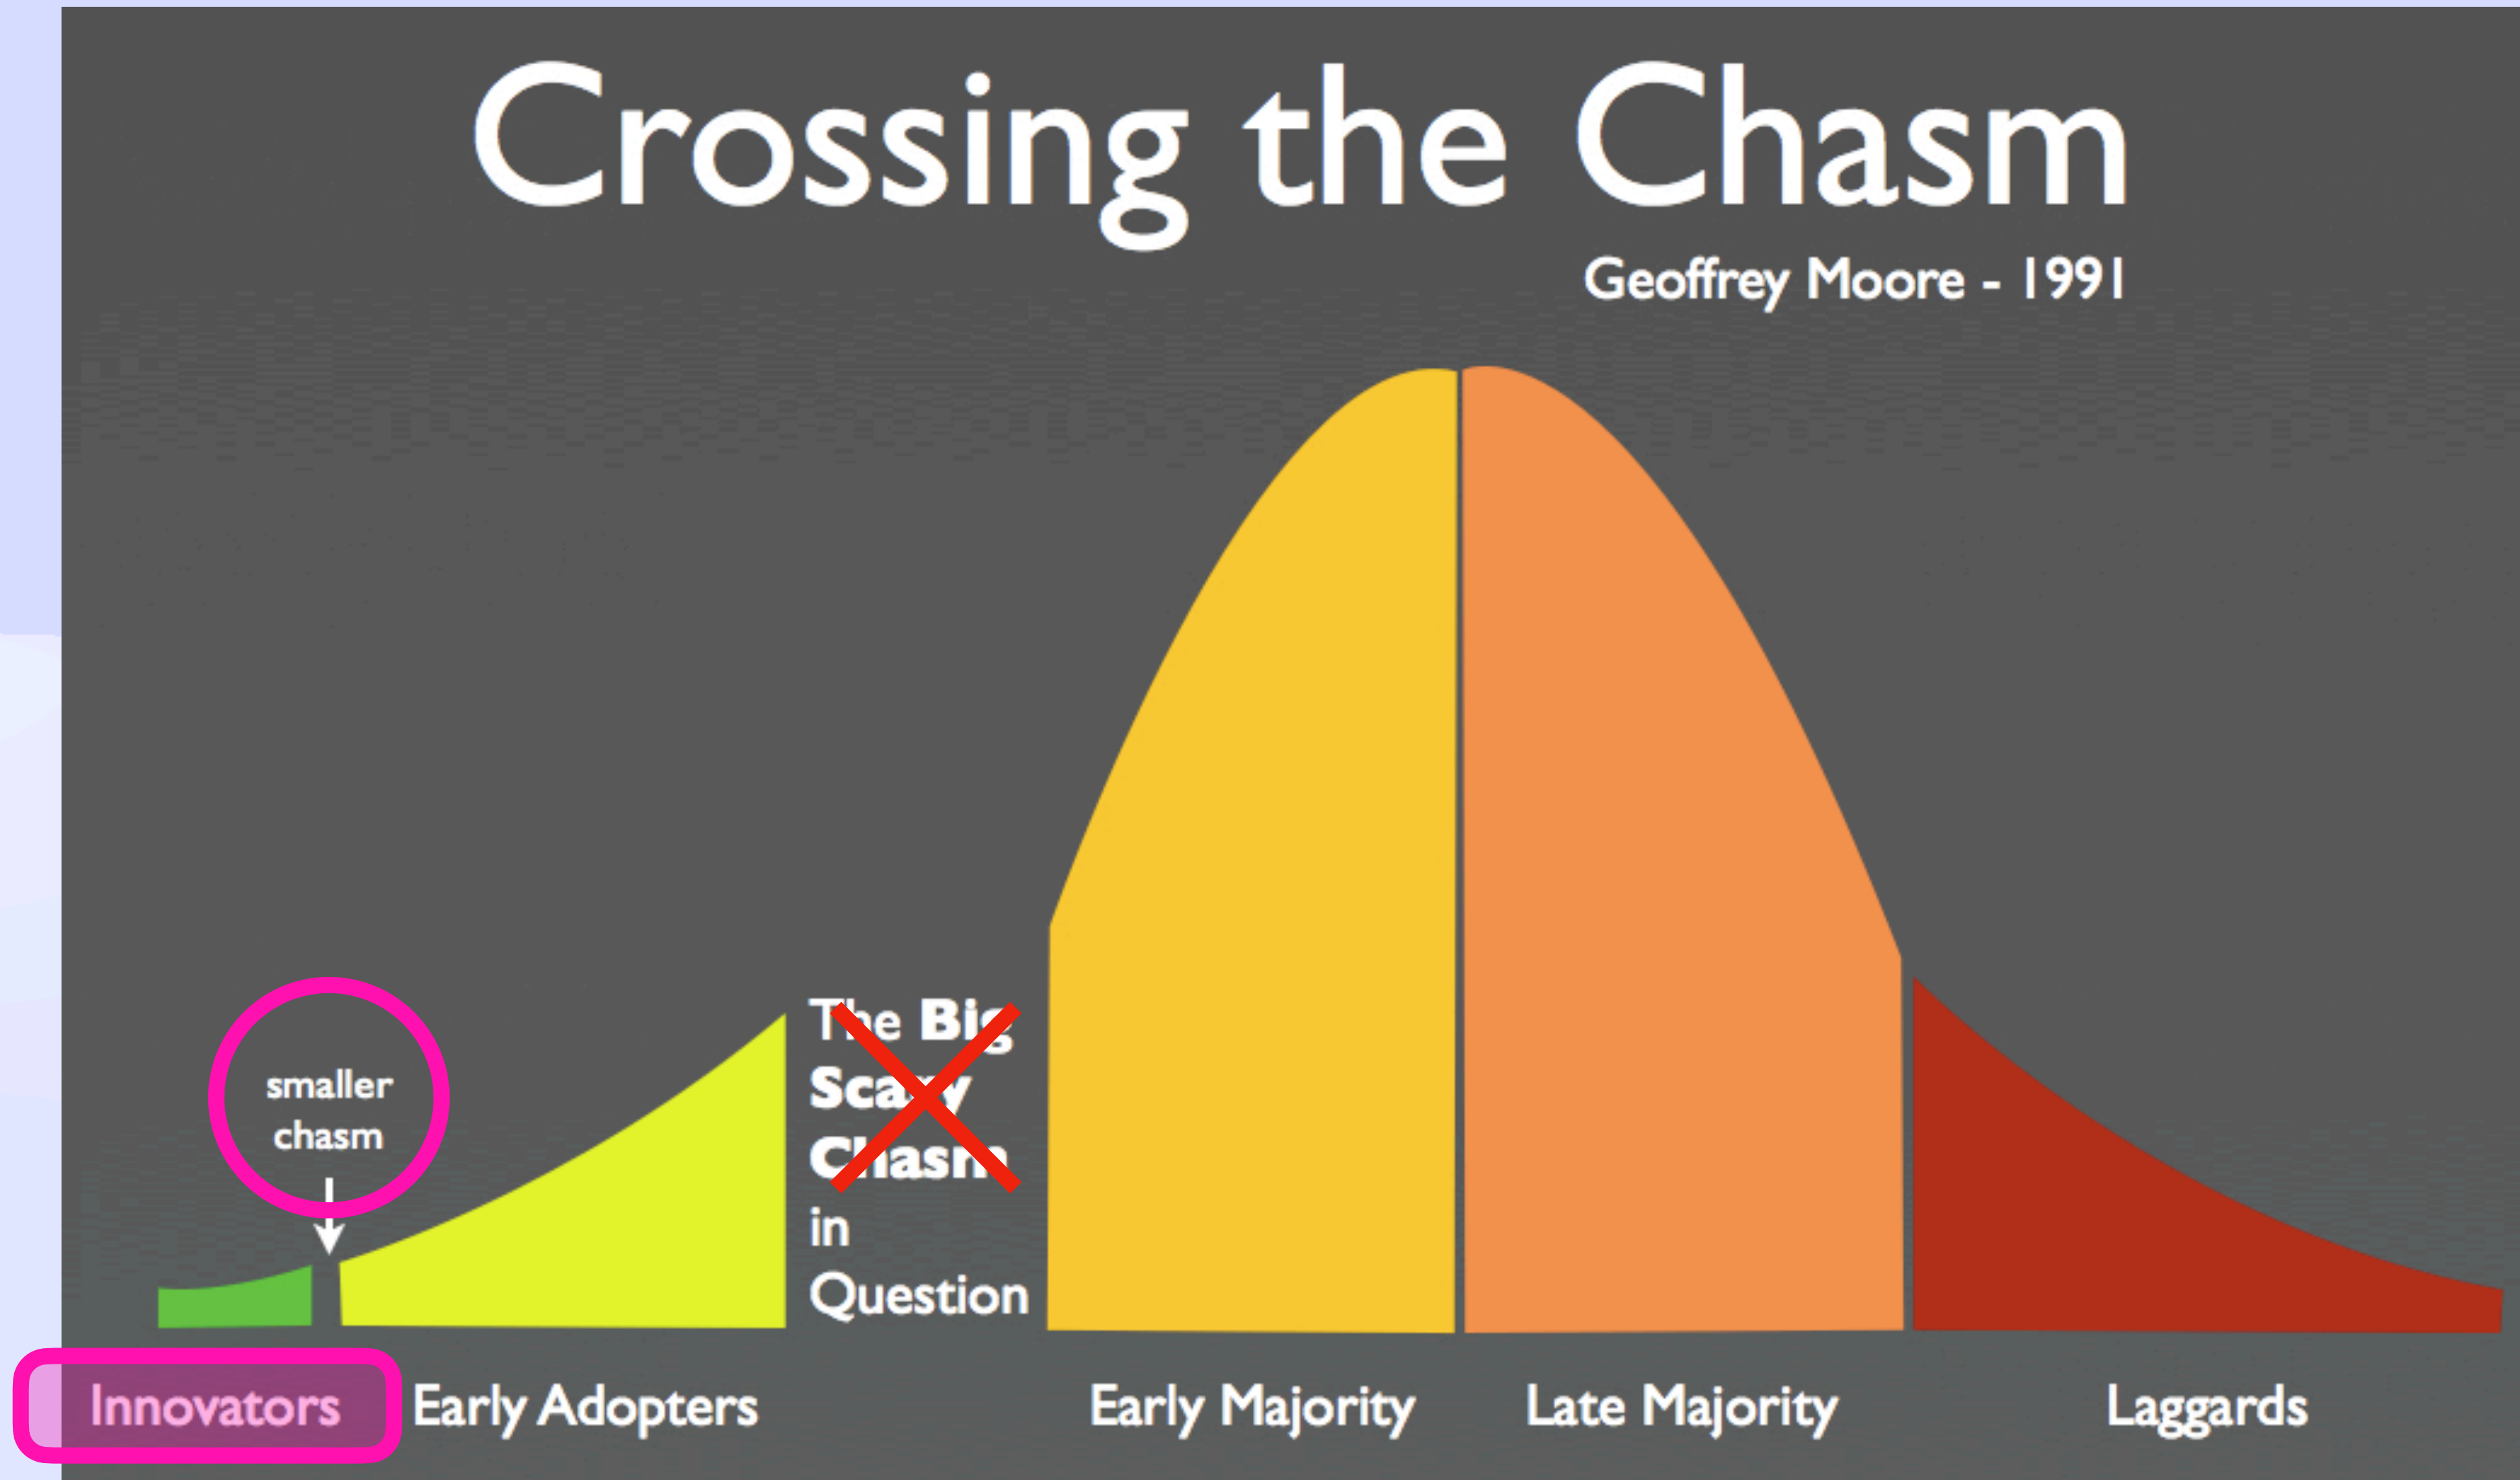 Crossing the Chasm
Geoffrey Moore - 1991
smaller
chasm
The Big
Scary
Chasm
in
Question
Innovators
Early Adopters
Early Majority
Late Majority
Laggards